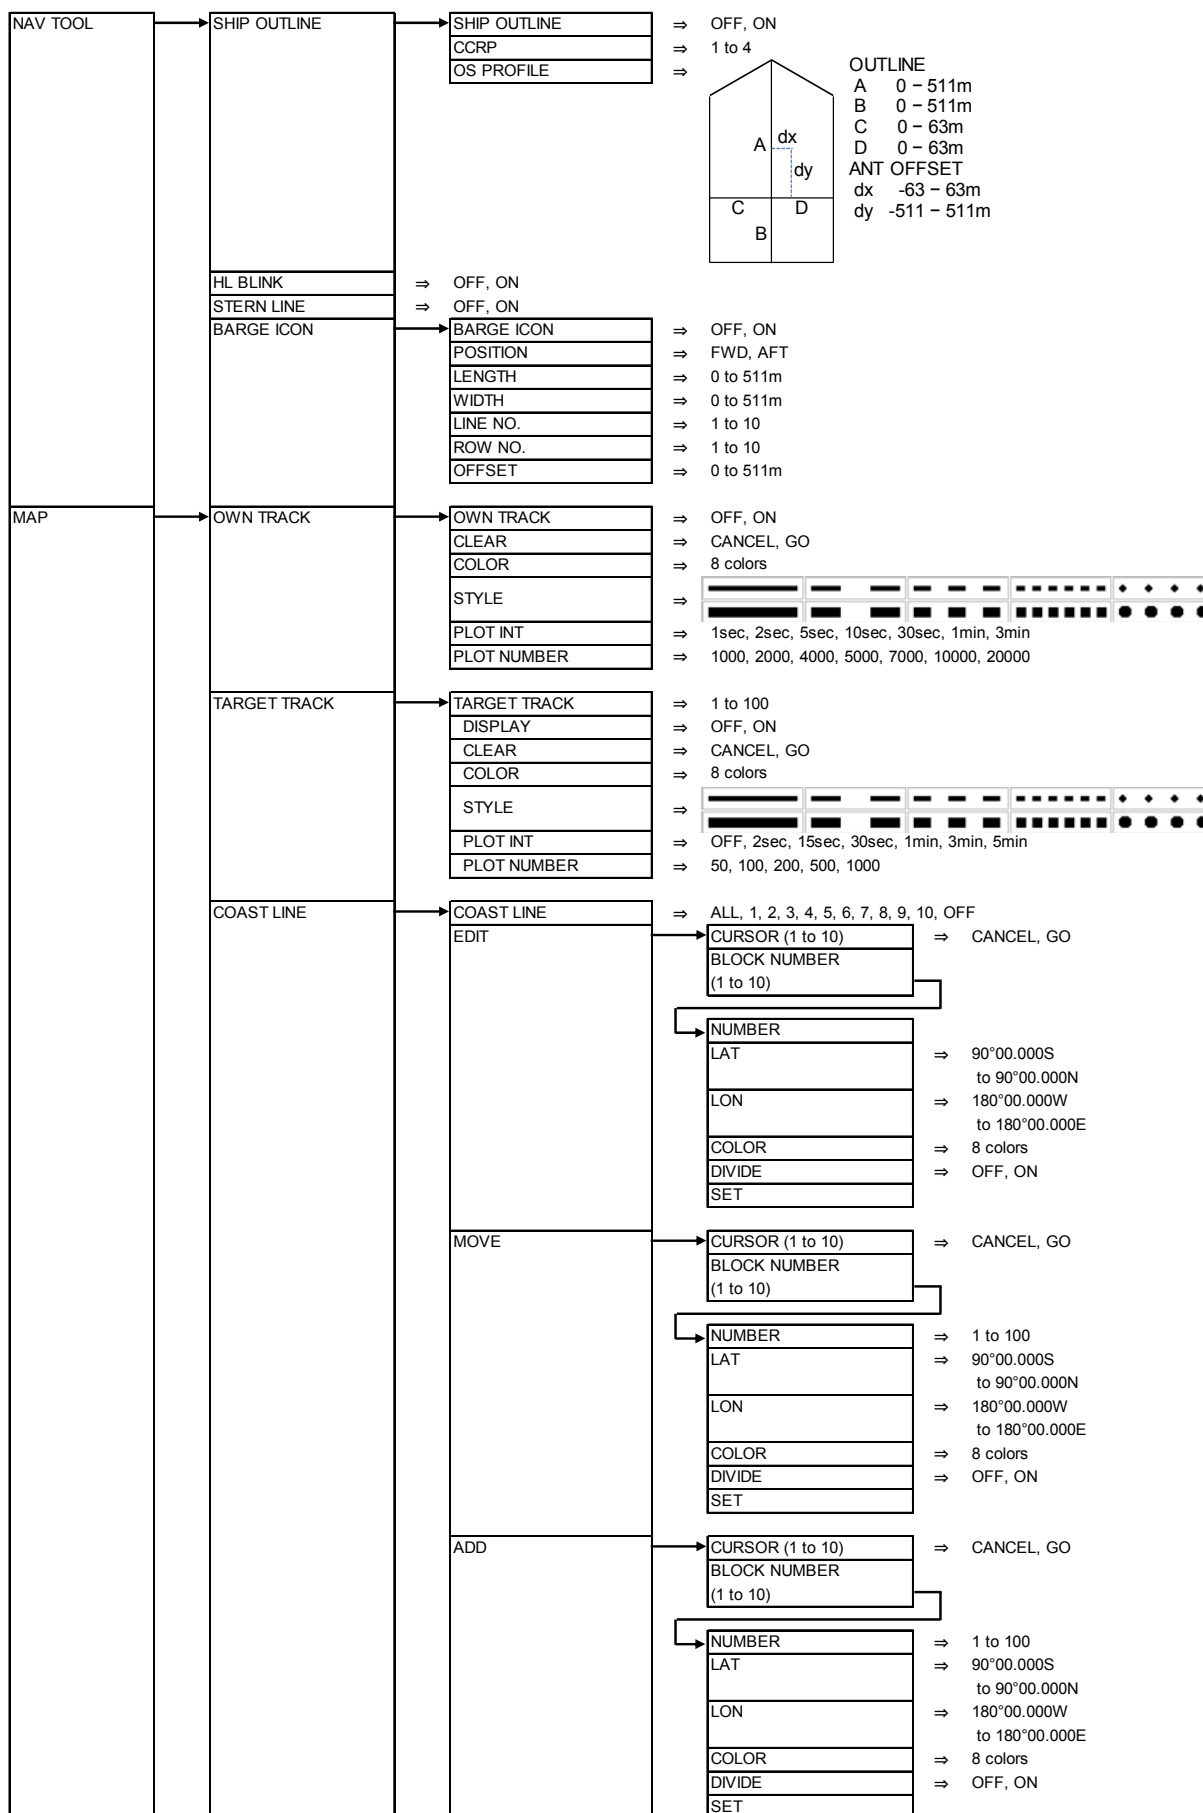 NAV TOOL SHIP OUTLINE SHIP OUTLINE ⇒ OFF, ON
CCRP ⇒ 1 to 4
OS PROFILE ⇒
OUTLINE
A 0 − 511m
B 0 − 511m
C 0 − 63m
D 0 − 63m
ANT OFFSET
dx -63 − 63m
dy -511 − 511m
A dx
dy
C D
B
HL BLINK ⇒ OFF, ON
STERN LINE ⇒ OFF, ON
BARGE ICON BARGE ICON ⇒ OFF, ON
POSITION ⇒ FWD, AFT
LENGTH ⇒ 0 to 511m
WIDTH ⇒ 0 to 511m
LINE NO. ⇒ 1 to 10
ROW NO. ⇒ 1 to 10
OFFSET ⇒ 0 to 511m
MAP OWN TRACK OWN TRACK ⇒ OFF, ON
CLEAR ⇒ CANCEL, GO
COLOR ⇒ 8 colors
STYLE ⇒
PLOT INT ⇒ 1sec, 2sec, 5sec, 10sec, 30sec, 1min, 3min
PLOT NUMBER ⇒ 1000, 2000, 4000, 5000, 7000, 10000, 20000
TARGET TRACK TARGET TRACK ⇒ 1 to 100
DISPLAY ⇒ OFF, ON
CLEAR ⇒ CANCEL, GO
COLOR ⇒ 8 colors
STYLE ⇒
PLOT INT ⇒ OFF, 2sec, 15sec, 30sec, 1min, 3min, 5min
PLOT NUMBER ⇒ 50, 100, 200, 500, 1000
COAST LINE COAST LINE ⇒ ALL, 1, 2, 3, 4, 5, 6, 7, 8, 9, 10, OFF
EDIT CURSOR (1 to 10) ⇒ CANCEL, GO
BLOCK NUMBER
(1 to 10)
NUMBER
LAT ⇒ 90°00.000S
to 90°00.000N
LON ⇒ 180°00.000W
to 180°00.000E
COLOR ⇒ 8 colors
DIVIDE ⇒ OFF, ON
SET
MOVE CURSOR (1 to 10) ⇒ CANCEL, GO
BLOCK NUMBER
(1 to 10)
NUMBER ⇒ 1 to 100
LAT ⇒ 90°00.000S
to 90°00.000N
LON ⇒ 180°00.000W
to 180°00.000E
COLOR ⇒ 8 colors
DIVIDE ⇒ OFF, ON
SET
ADD CURSOR (1 to 10) ⇒ CANCEL, GO
BLOCK NUMBER
(1 to 10)
NUMBER ⇒ 1 to 100
LAT ⇒ 90°00.000S
to 90°00.000N
LON ⇒ 180°00.000W
to 180°00.000E
COLOR ⇒ 8 colors
DIVIDE ⇒ OFF, ON
SET